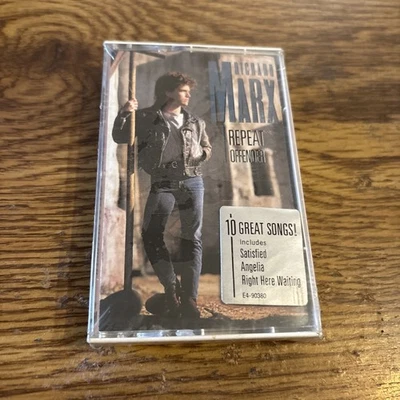 RICHARD
MARX
REPEAT
OFFENDER
10 GREAT SONGS!
Includes
Satisfied
Angelia
Right Here Waiting
E4-90380